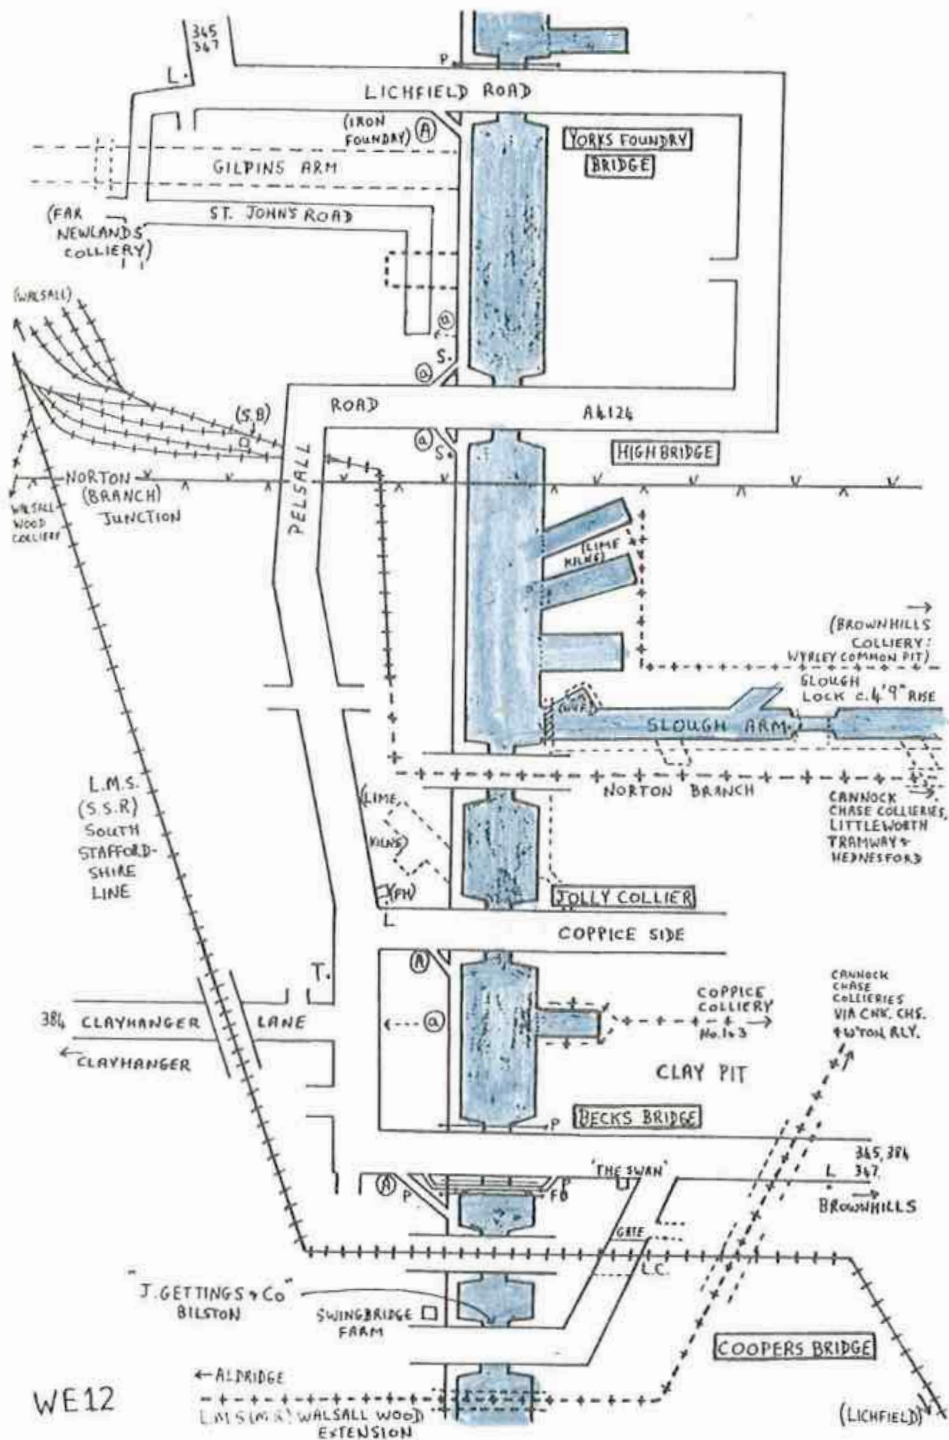 345
347
L.
P
LICHFIELD ROAD
(IRON
FOUNDRY)
A
YORKS FOUNDRY
BRIDGE
GILPINS ARM
ST. JOHN'S ROAD
(FAR
NEWLANDS
COLLIERY)
(WALSALL)
a
S.
a
(S.B)
ROAD
A4124
a
S.
HIGHBRIDGE
NORTON
(BRANCH)
JUNCTION
WALSALL
WOOD
COLLIERY
PELSALL
(LIME
KILNS)
(BROWNHILLS
COLLIERY:
WYRLEY COMMON PIT)
SLOUGH
LOCK c.4'9" RISE
SLOUGH ARM
NORTON BRANCH
CANNOCK
CHASE COLLIERIES,
LITTLEWORTH
TRAMWAY &
HEDNESFORD
L.M.S.
(S.S.R)
SOUTH
STAFFORD-
SHIRE
LINE
(LIME
KILNS)
(FH)
L
JOLLY COLLIER
COPPICE SIDE
A
T.
384 CLAYHANGER LANE
CLAYHANGER
a
COPPICE
COLLIERY
No.1&3
CANNOCK
CHASE
COLLIERIES
VIA CNK. CHS.
& W'TON RLY.
CLAY PIT
BECKS BRIDGE
P
'THE SWAN'
345,384
L 347
BROWNHILLS
A
P
P
FB
GATE
L.C.
"J. GETTINGS & CO"
BILSTON
SWINGBRIDGE
FARM
COOPERS BRIDGE
ALDRIDGE
WE12
L.M.S (M.R) WALSALL WOOD
EXTENSION
(LICHFIELD)